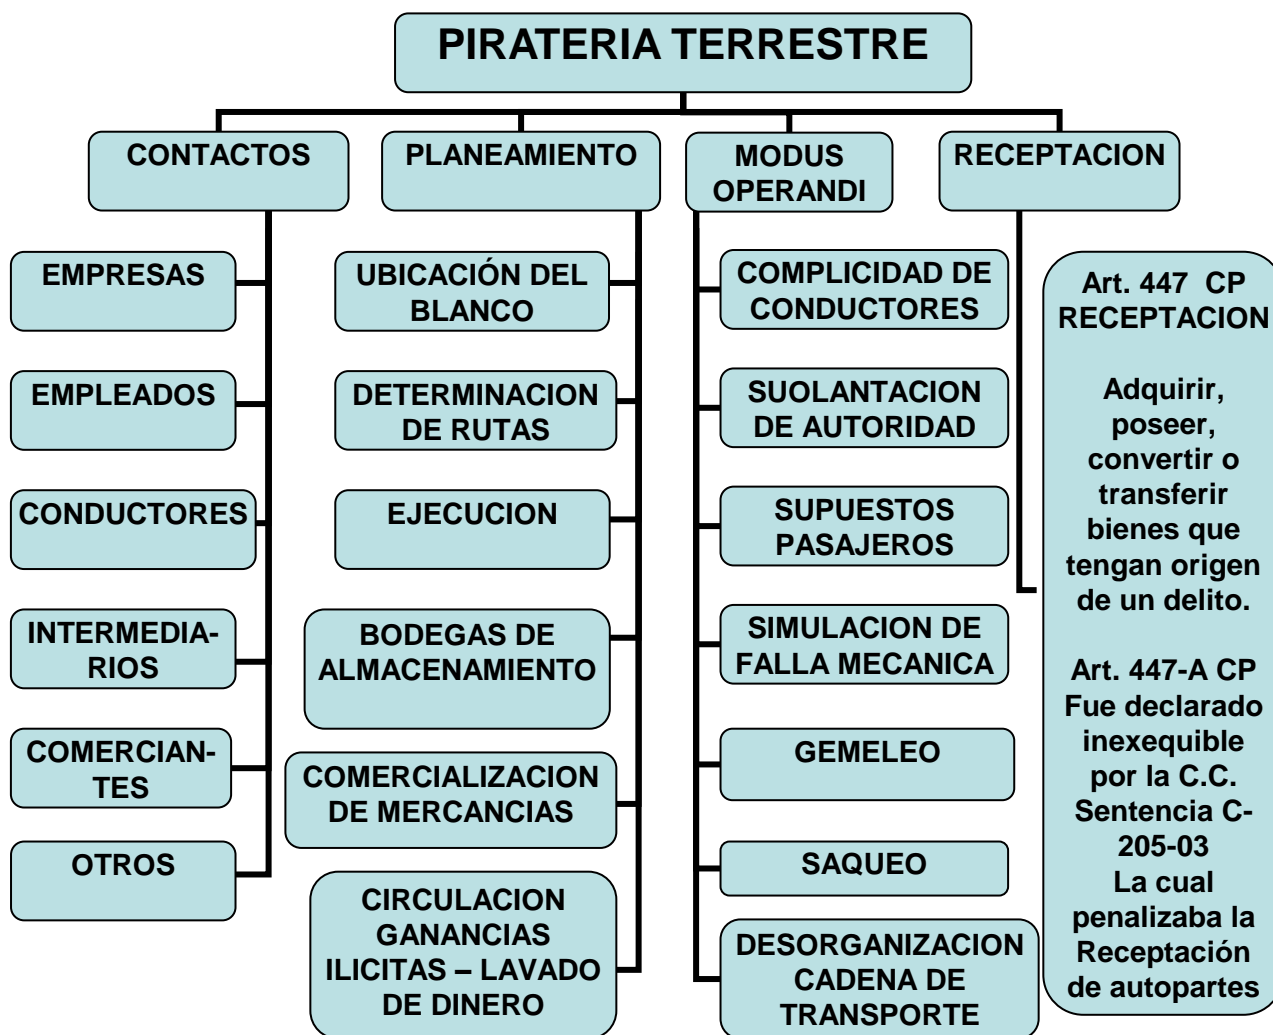 PIRATERIA TERRESTRE
CONTACTOS
EMPRESAS
EMPLEADOS
CONDUCTORES
INTERMEDIA-
RIOS
COMERCIAN-
TES
OTROS
PLANEAMIENTO
UBICACIÓN DEL
BLANCO
DETERMINACION
DE RUTAS
EJECUCION
BODEGAS DE
ALMACENAMIENTO
COMERCIALIZACION
DE MERCANCIAS
CIRCULACION
GANANCIAS
ILICITAS – LAVADO
DE DINERO
MODUS
OPERANDI
COMPLICIDAD DE
CONDUCTORES
SUOLANTACION
DE AUTORIDAD
SUPUESTOS
PASAJEROS
SIMULACION DE
FALLA MECANICA
GEMELEO
SAQUEO
DESORGANIZACION
CADENA DE
TRANSPORTE
RECEPTACION
Art. 447 CP
RECEPTACION
Adquirir,
poseer,
convertir o
transferir
bienes que
tengan origen
de un delito.
Art. 447-A CP
Fue declarado
inexequible
por la C.C.
Sentencia C-
205-03
La cual
penalizaba la
Receptación
de autopartes